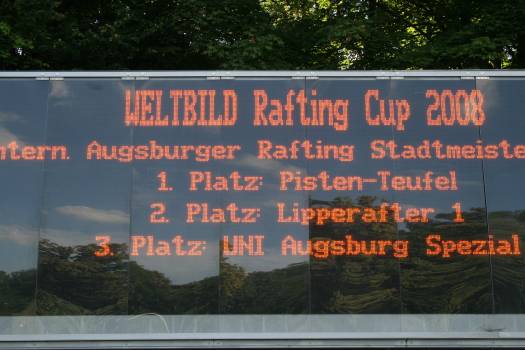 WELTBILD Rafting Cup 2008
ntern. Augsburger Rafting Stadtmeiste
1. Platz: Pisten-Teufel
2. Platz: Lipperafter 1
3. Platz: UNI Augsburg Spezial